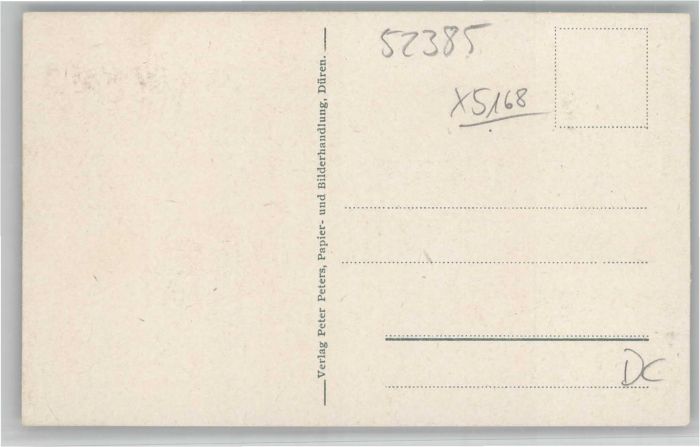 Verlag Peter Peters, Papier- und Bilderhandlung, Düren.
52385
X5168
DC